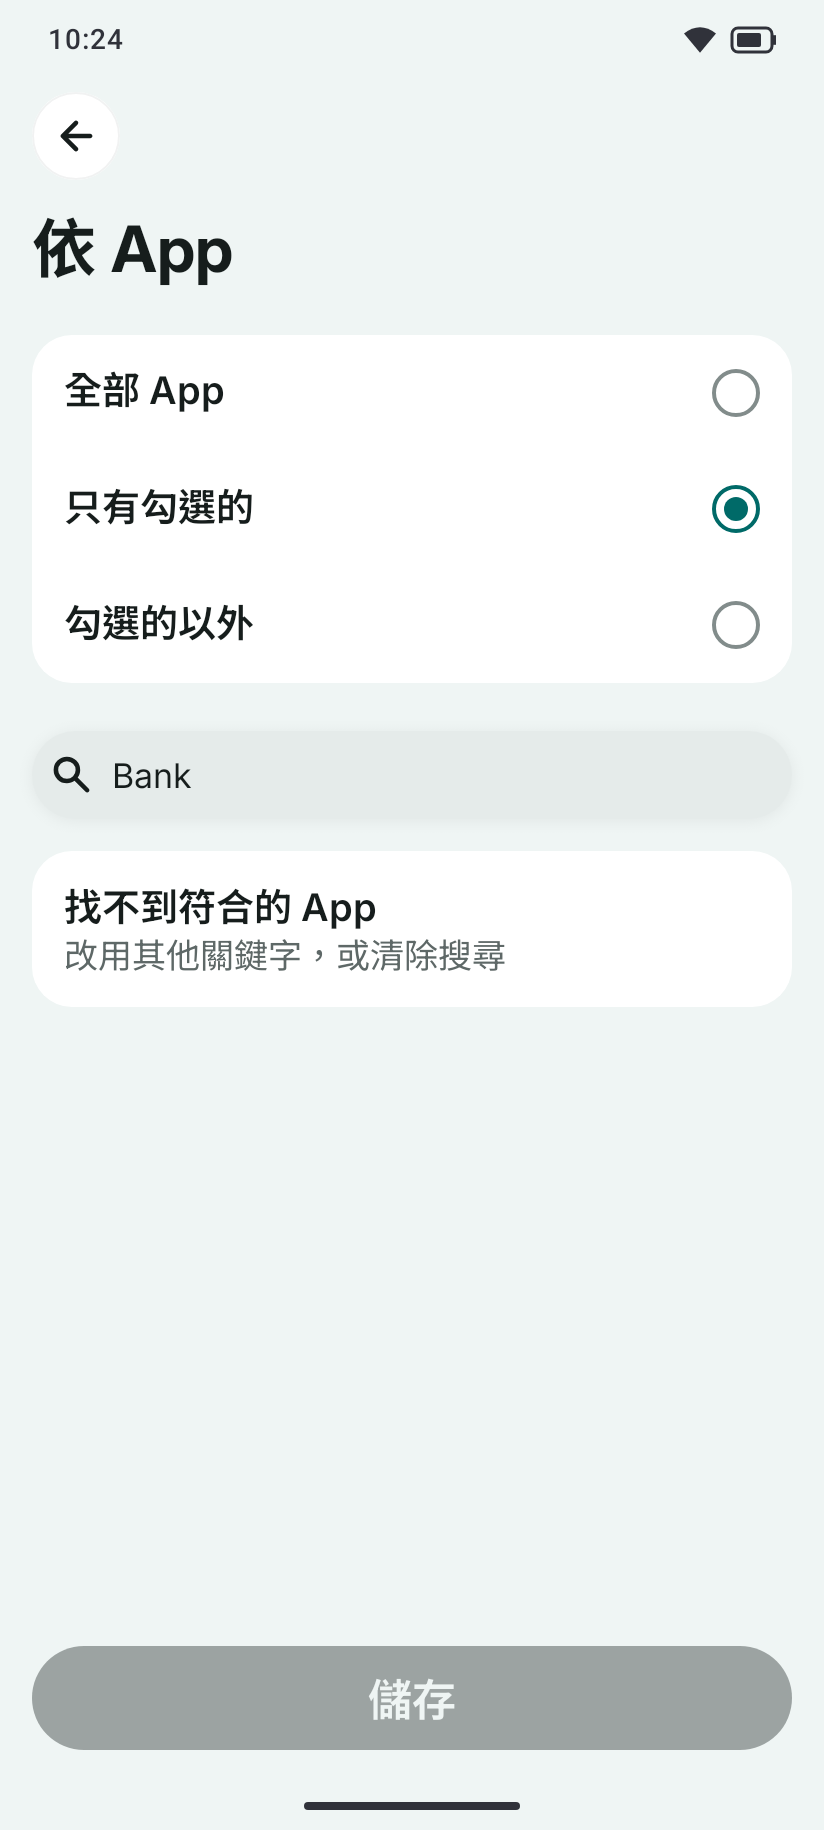 10:24
依 App
全部 App
只有勾選的
勾選的以外
Bank
找不到符合的 App
改用其他關鍵字，或清除搜尋
儲存